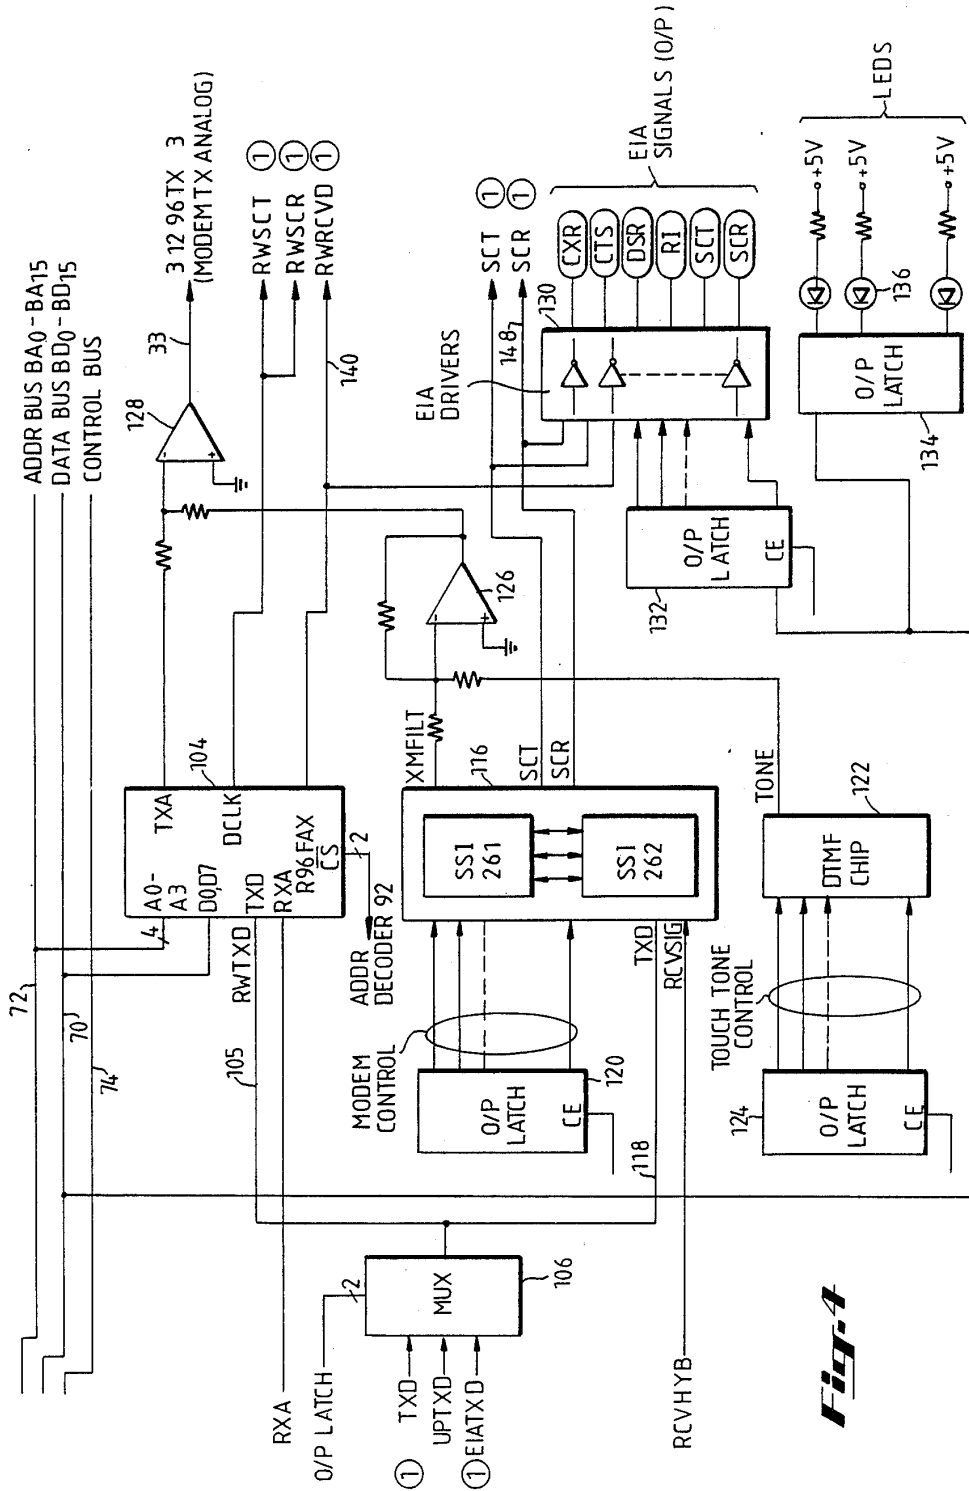 ADDR BUS BA0-BA15
DATA BUS BD0-BD15
CONTROL BUS
72
70
74
3 12 96TX 3
(MODEM TX ANALOG)
33
128
RWSCT ①
RWSCR ①
RWRCVD ①
140
104
TXA
DCLK
R96FAX
CS
A0-
A3
D0,D7
TXD
RXA
4
2
RWTXD
105
ADDR
DECODER 92
RXA
O/P LATCH
2
① TXD
UPTXD
① EIATXD
MUX
106
RCVHYB
118
MODEM
CONTROL
O/P
LATCH
CE
120
TXD
RCVSIG
SSI
261
SSI
262
116
XMFILT
SCT
SCR
126
SCT ①
SCR ①
148
EIA
DRIVERS
130
CXR
CTS
DSR
RI
SCT
SCR
EIA
SIGNALS (O/P)
O/P
LATCH
CE
132
TOUCH TONE
CONTROL
O/P
LATCH
CE
124
DTMF
CHIP
122
TONE
O/P
LATCH
134
136
+5V
+5V
+5V
LEDS
Fig. 4